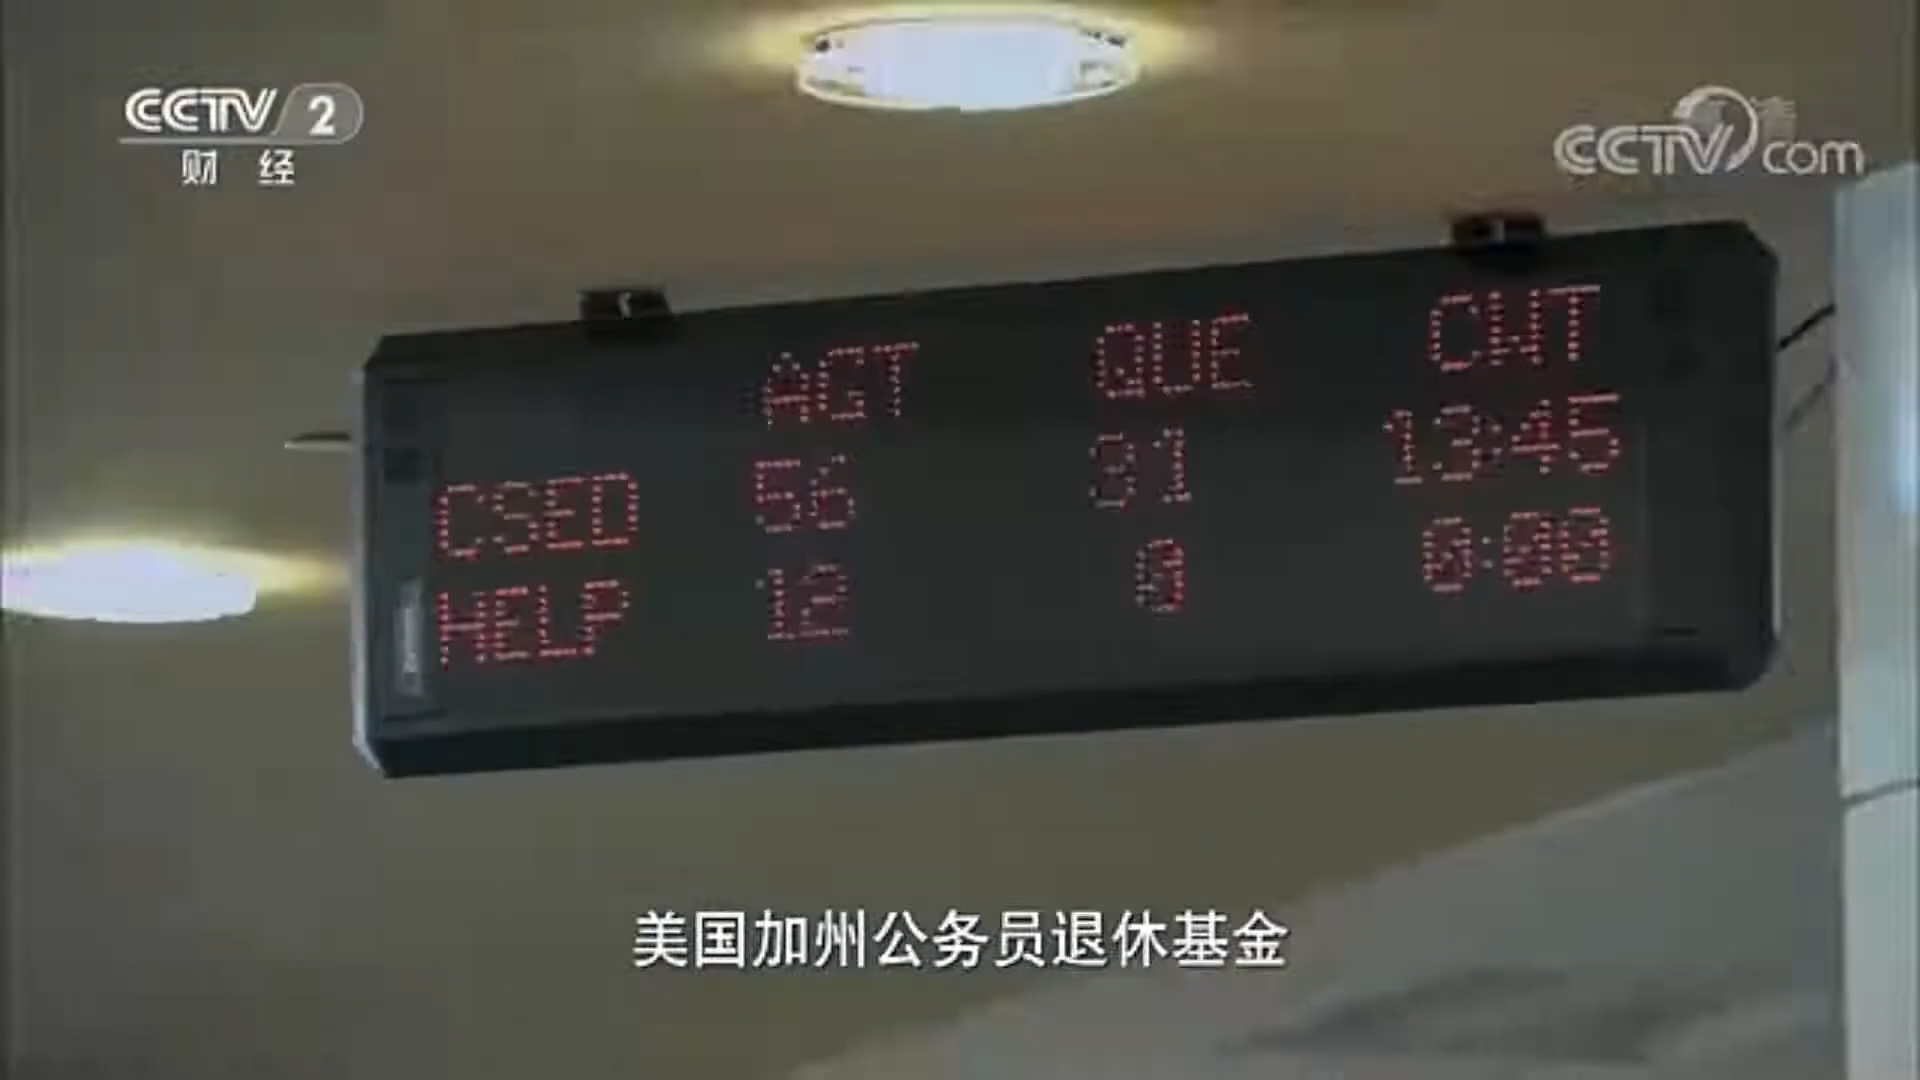 CCTV 2
财经
CCTV com
AGT QUE CWT
CSED 56 31 13:45
HELP 12 0 0:00
美国加州公务员退休基金